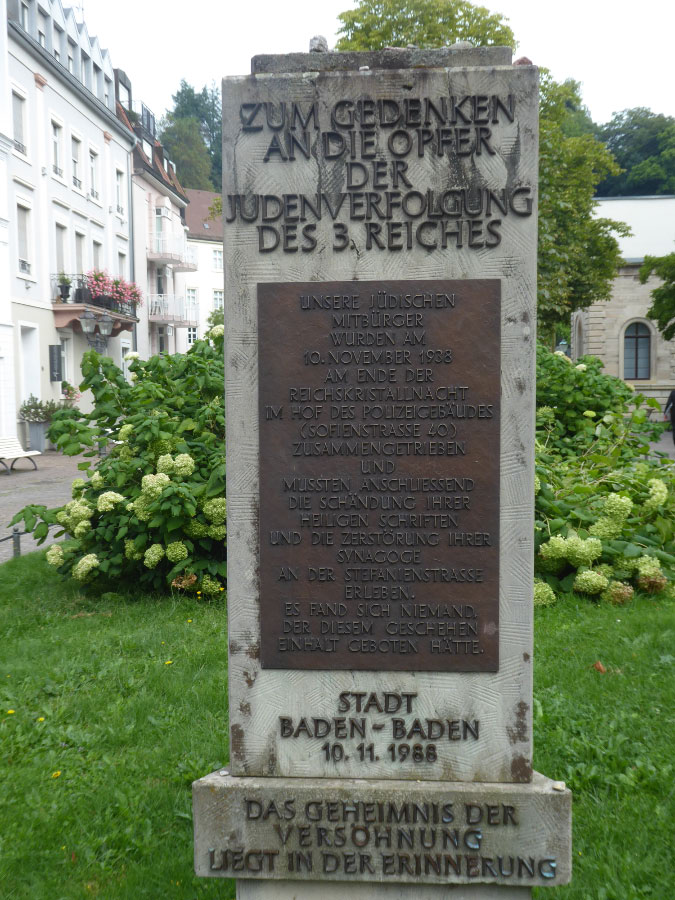 ZUM GEDENKEN
AN DIE OPFER
DER
JUDENVERFOLGUNG
DES 3. REICHES
UNSERE JÜDISCHEN
MITBÜRGER
WURDEN AM
10. NOVEMBER 1938
AM ENDE DER
REICHSKRISTALLNACHT
IM HOF DES POLIZEIGEBÄUDES
(SOFIENSTRASSE 40)
ZUSAMMENGETRIEBEN
UND
MUSSTEN ANSCHLIESSEND
DIE SCHÄNDUNG IHRER
HEILIGEN SCHRIFTEN
UND DIE ZERSTÖRUNG IHRER
SYNAGOGE
AN DER STEFANIENSTRASSE
ERLEBEN.
ES FAND SICH NIEMAND,
DER DIESEM GESCHEHEN
EINHALT GEBOTEN HÄTTE.
STADT
BADEN-BADEN
10. 11. 1988
DAS GEHEIMNIS DER
VERSÖHNUNG
LIEGT IN DER ERINNERUNG